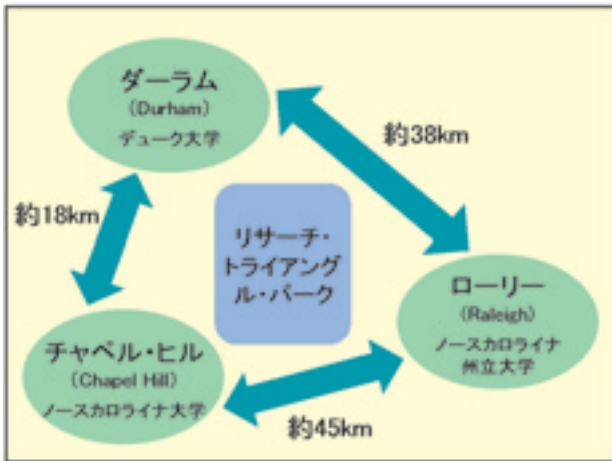 ダーラム
(Durham)
デューク大学
約38km
約18km
リサーチ・
トライアング
ル・パーク
ローリー
(Raleigh)
ノースカロライナ
州立大学
チャペル・ヒル
(Chapel Hill)
ノースカロライナ大学
約45km